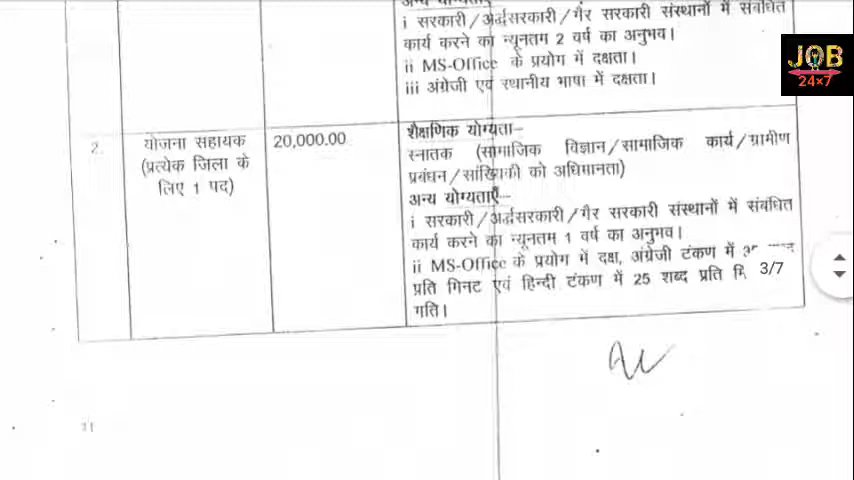 अन्य योग्यताएँ
i सरकारी/अर्द्धसरकारी/गैर सरकारी संस्थानों में संबंधित
कार्य करने का न्यूनतम 2 वर्ष का अनुभव।
ii MS-Office के प्रयोग में दक्षता।
iii अंग्रेजी एवं स्थानीय भाषा में दक्षता।
JOB
24×7
2.
योजना सहायक
(प्रत्येक जिला के
लिए 1 पद)
20,000.00
शैक्षणिक योग्यता–
स्नातक (सामाजिक विज्ञान/सामाजिक कार्य/ग्रामीण
प्रबंधन/सांख्यिकी को अधिमानता)
अन्य योग्यताएँ–
i सरकारी/अर्द्धसरकारी/गैर सरकारी संस्थानों में संबंधित
कार्य करने का न्यूनतम 1 वर्ष का अनुभव।
ii MS-Office के प्रयोग में दक्ष, अंग्रेजी टंकण में
प्रति मिनट एवं हिन्दी टंकण में 25 शब्द प्रति
गति।
3/7
11